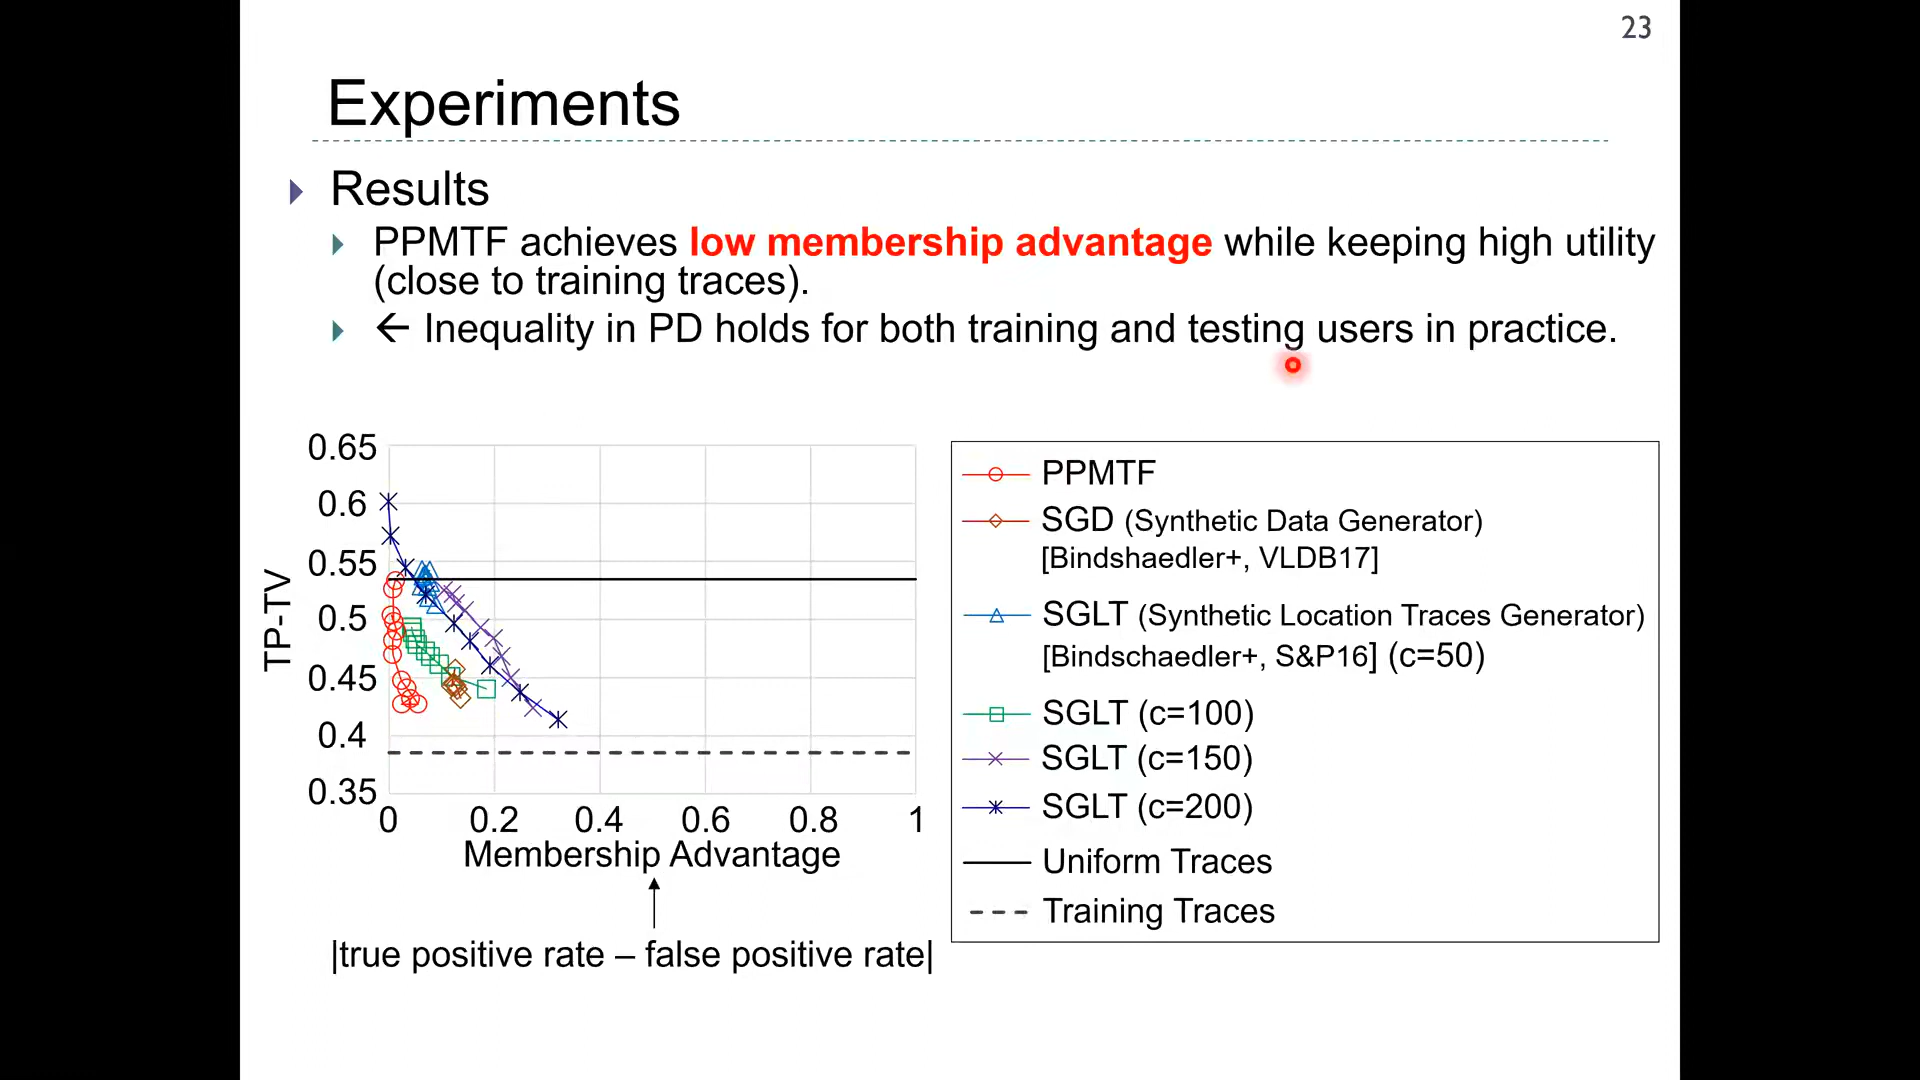 23
Experiments
Results
PPMTF achieves low membership advantage while keeping high utility
(close to training traces).
← Inequality in PD holds for both training and testing users in practice.
0.65
0.6
0.55
0.5
0.45
0.4
0.35
TP-TV
0 0.2 0.4 0.6 0.8 1
Membership Advantage
|true positive rate – false positive rate|
PPMTF
SGD (Synthetic Data Generator)
[Bindshaedler+, VLDB17]
SGLT (Synthetic Location Traces Generator)
[Bindschaedler+, S&P16] (c=50)
SGLT (c=100)
SGLT (c=150)
SGLT (c=200)
Uniform Traces
Training Traces